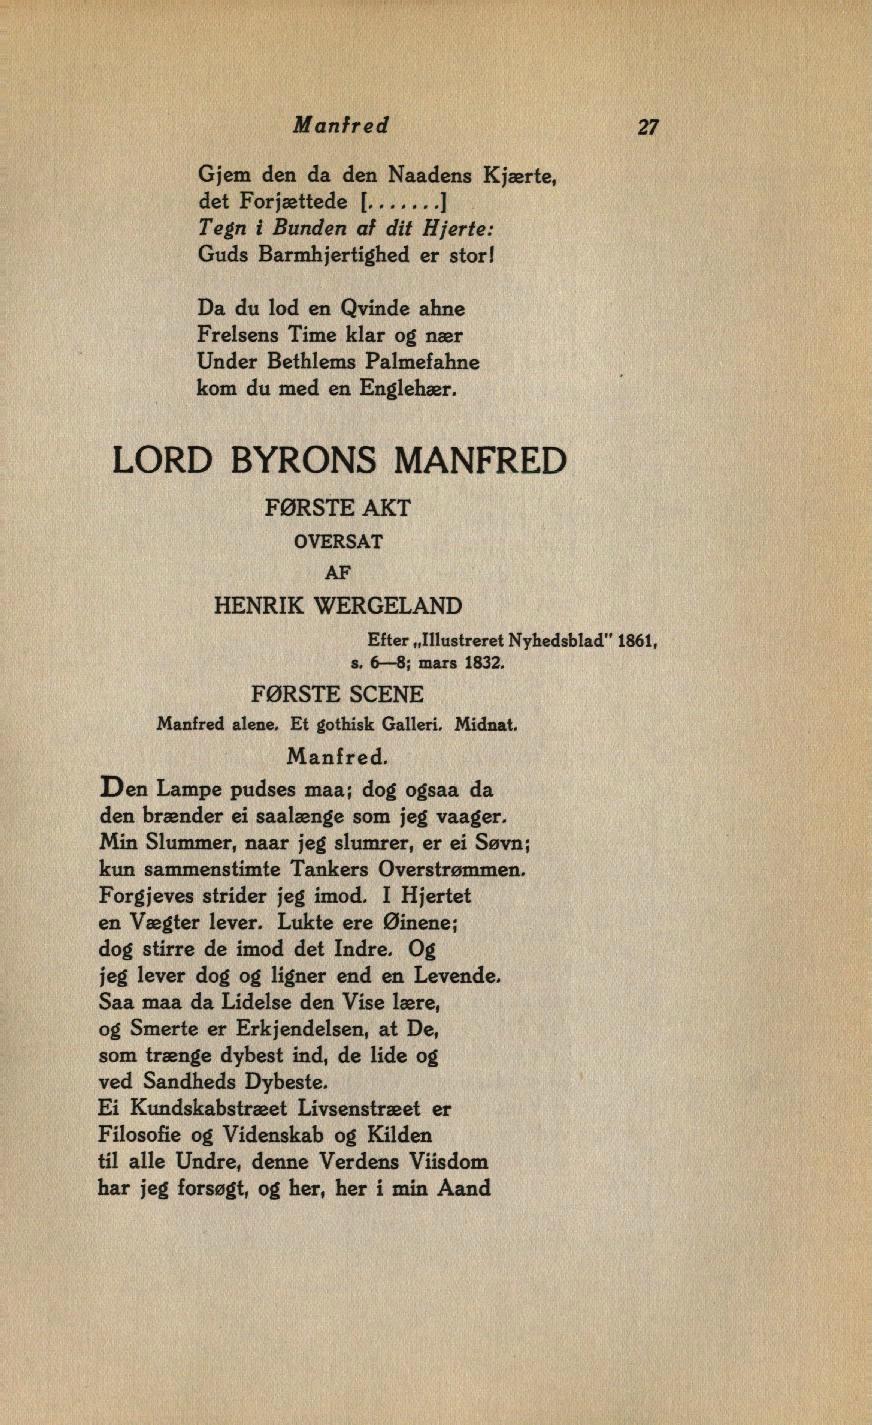 Manfred 27
Gjem den da den Naadens Kjærte,
det Forjættede [.......]
Tegn i Bunden af dit Hjerte:
Guds Barmhjertighed er stor!
Da du lod en Qvinde ahne
Frelsens Time klar og nær
Under Bethlems Palmefahne
kom du med en Englehær.
LORD BYRONS MANFRED
FØRSTE AKT
OVERSAT
AF
HENRIK WERGELAND
Efter „Illustreret Nyhedsblad" 1861,
s. 6—8; mars 1832.
FØRSTE SCENE
Manfred alene. Et gothisk Galleri. Midnat.
Manfred.
Den Lampe pudses maa; dog ogsaa da
den brænder ei saalænge som jeg vaager.
Min Slummer, naar jeg slumrer, er ei Søvn;
kun sammenstimte Tankers Overstrømmen.
Forgjeves strider jeg imod. I Hjertet
en Vægter lever. Lukte ere Øinene;
dog stirre de imod det Indre. Og
jeg lever dog og ligner end en Levende.
Saa maa da Lidelse den Vise lære,
og Smerte er Erkjendelsen, at De,
som trænge dybest ind, de lide og
ved Sandheds Dybeste.
Ei Kundskabstræet Livsenstræet er
Filosofie og Videnskab og Kilden
til alle Undre, denne Verdens Viisdom
har jeg forsøgt, og her, her i min Aand